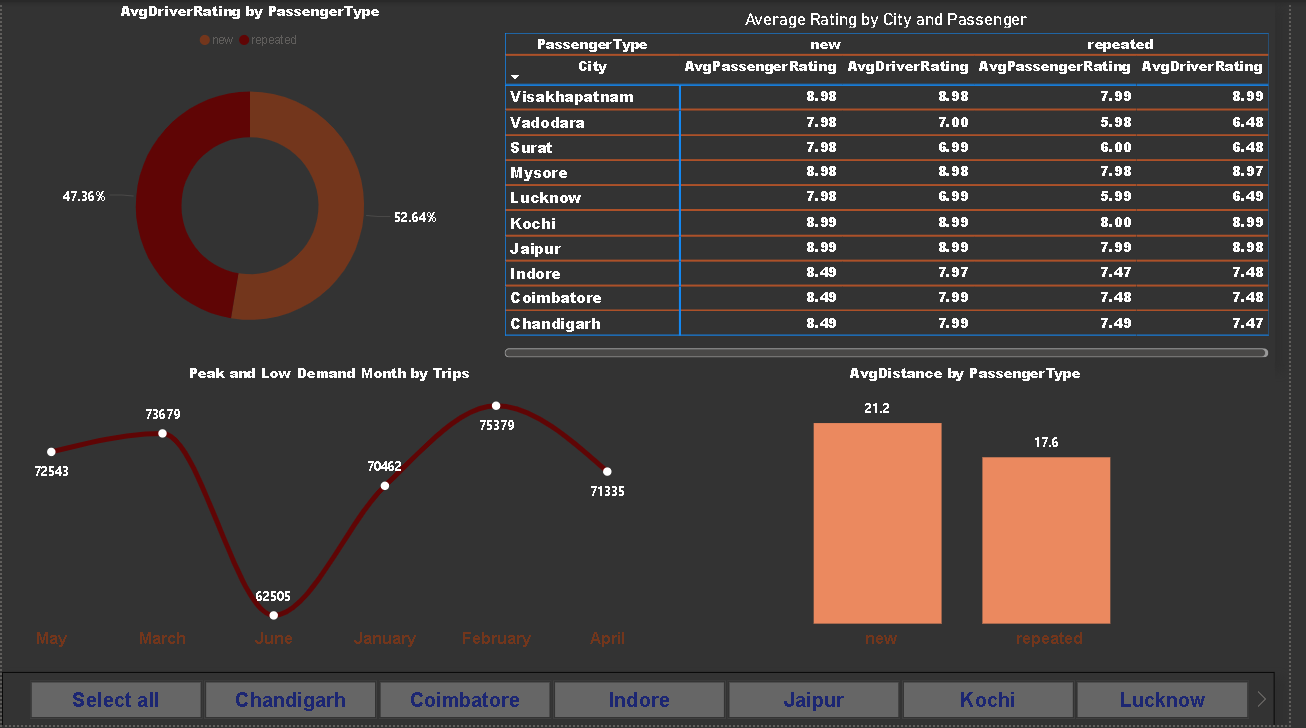 AvgDriverRating by PassengerType
new repeated
47.36%
52.64%
Average Rating by City and Passenger
PassengerType new repeated
City AvgPassengerRating AvgDriverRating AvgPassengerRating AvgDriverRating
Visakhapatnam 8.98 8.98 7.99 8.99
Vadodara 7.98 7.00 5.98 6.48
Surat 7.98 6.99 6.00 6.48
Mysore 8.98 8.98 7.98 8.97
Lucknow 7.98 6.99 5.99 6.49
Kochi 8.99 8.99 8.00 8.99
Jaipur 8.99 8.99 7.99 8.98
Indore 8.49 7.97 7.47 7.48
Coimbatore 8.49 7.99 7.48 7.48
Chandigarh 8.49 7.99 7.49 7.47
Peak and Low Demand Month by Trips
72543
73679
62505
70462
75379
71335
May March June January February April
AvgDistance by PassengerType
21.2
17.6
new repeated
Select all Chandigarh Coimbatore Indore Jaipur Kochi Lucknow